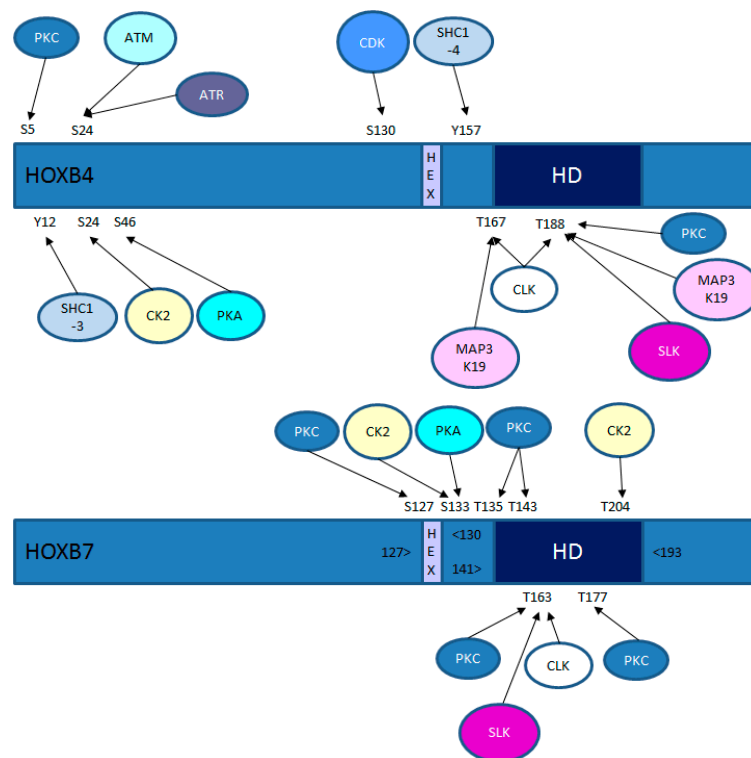 PKC
ATM
ATR
CDK
SHC1
-4
S5
S24
S130
Y157
HOXB4
H
E
X
HD
Y12
S24
S46
T167
T188
SHC1
-3
CK2
PKA
CLK
PKC
MAP3
K19
MAP3
K19
SLK
PKC
CK2
PKA
PKC
CK2
S127
S133
T135
T143
T204
HOXB7
127>
H
E
X
<130
141>
HD
<193
T163
T177
PKC
CLK
PKC
SLK